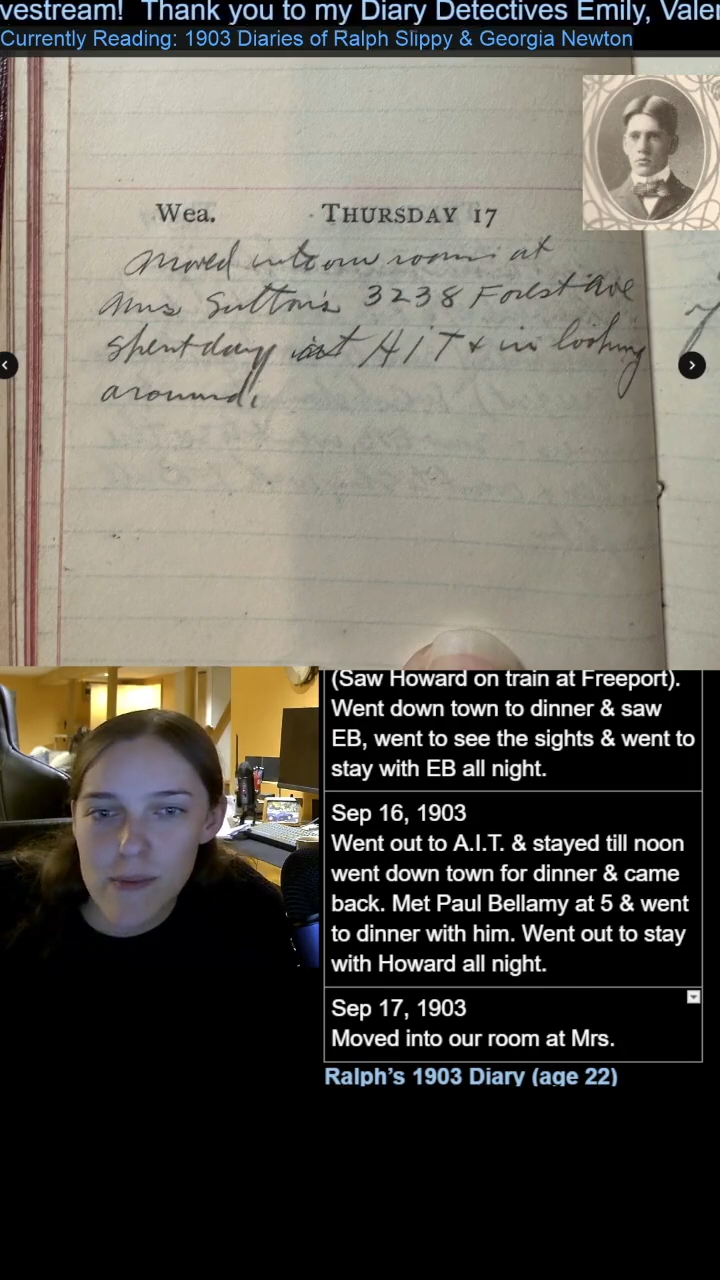 vestream!  Thank you to my Diary Detectives Emily, Valer
Currently Reading: 1903 Diaries of Ralph Slippy & Georgia Newton
Wea. THURSDAY 17
Moved into our room at
Mrs Sutton's 3238 Forest Ave
Spent day at A I T & in looking
around.
(Saw Howard on train at Freeport).
Went down town to dinner & saw
EB, went to see the sights & went to
stay with EB all night.
Sep 16, 1903
Went out to A.I.T. & stayed till noon
went down town for dinner & came
back. Met Paul Bellamy at 5 & went
to dinner with him. Went out to stay
with Howard all night.
Sep 17, 1903
Moved into our room at Mrs.
Ralph's 1903 Diary (age 22)